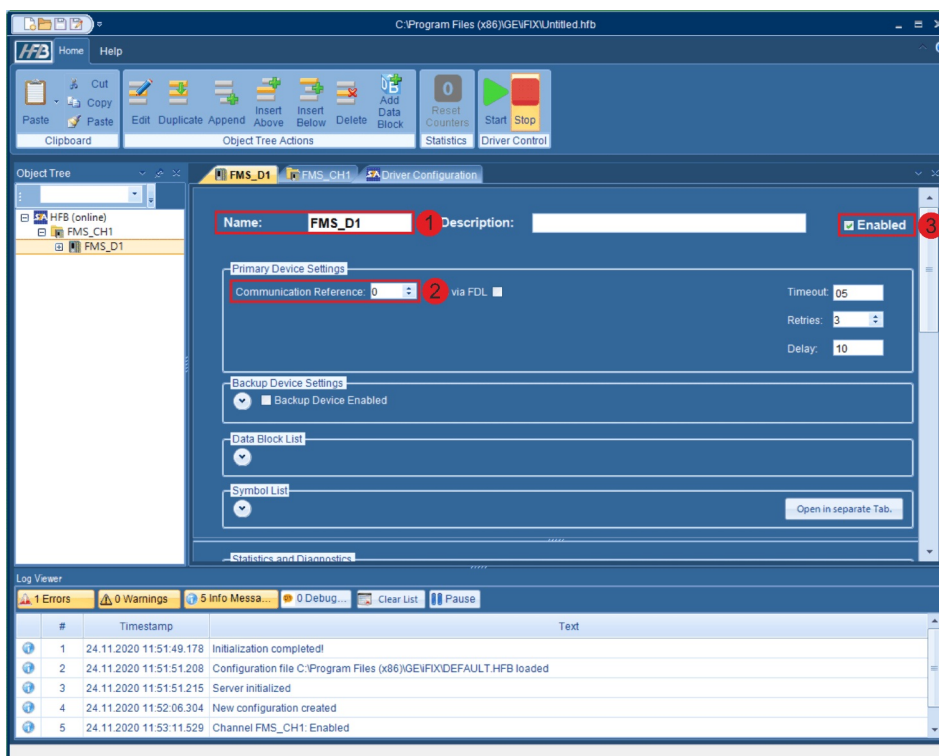 C:\Program Files (x86)\GE\iFIX\Untitled.hfb
HFB Home Help
Paste
Cut
Copy
Paste
Clipboard
Edit Duplicate Append Insert Above Insert Below Delete Add Data Block
Object Tree Actions
0 Reset Counters
Statistics
Start Stop
Driver Control
Object Tree
HFB (online)
FMS_CH1
FMS_D1
FMS_D1 FMS_CH1 Driver Configuration
Name: FMS_D1 1 Description: Enabled 3
Primary Device Settings
Communication Reference: 0 2 via FDL Timeout: 05
Retries: 3
Delay: 10
Backup Device Settings
Backup Device Enabled
Data Block List
Symbol List
Open in separate Tab.
Statistics and Diagnostics
Log Viewer
1 Errors 0 Warnings 5 Info Messa... 0 Debug... Clear List Pause
# Timestamp Text
1 24.11.2020 11:51:49.178 Initialization completed!
2 24.11.2020 11:51:51.208 Configuration file C:\Program Files (x86)\GE\iFIX\DEFAULT.HFB loaded
3 24.11.2020 11:51:51.215 Server initialized
4 24.11.2020 11:52:06.304 New configuration created
5 24.11.2020 11:53:11.529 Channel FMS_CH1: Enabled